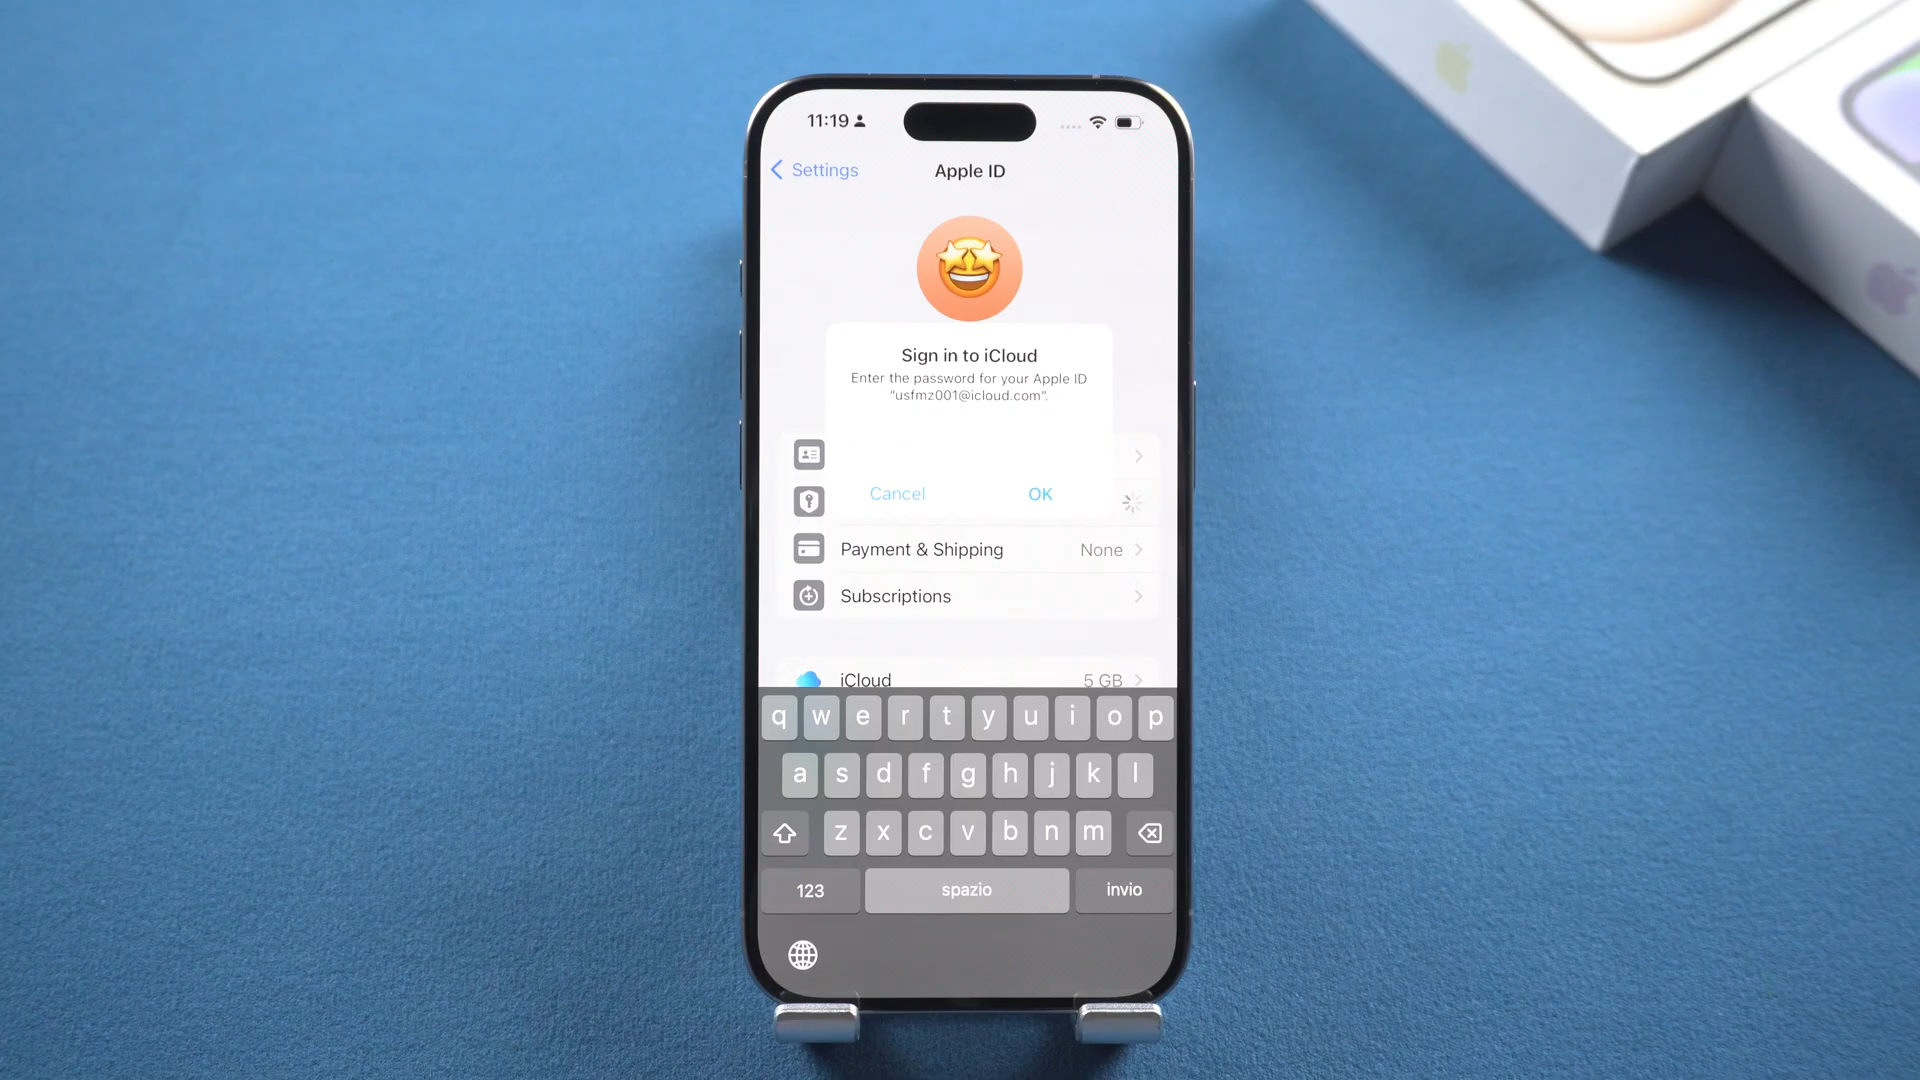 11:19
Settings
Apple ID
Sign in to iCloud
Enter the password for your Apple ID
“usfmz001@icloud.com”.
Cancel
OK
Payment & Shipping
None
Subscriptions
iCloud
5 GB
q w e r t y u i o p
a s d f g h j k l
z x c v b n m
123
spazio
invio